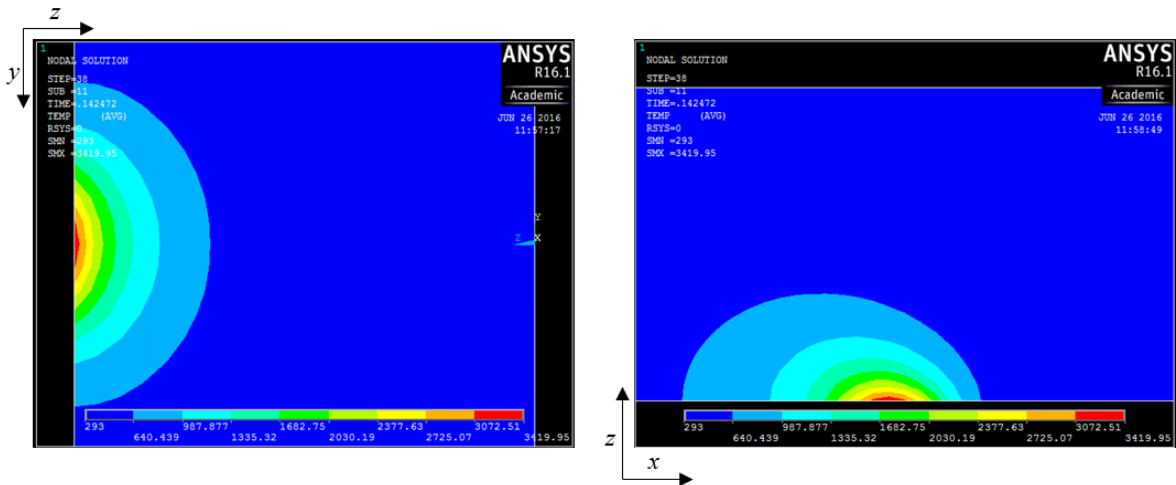 z
y
1
NODAL SOLUTION
STEP=38
SUB =11
TIME=.142472
TEMP (AVG)
RSYS=0
SMN =293
SMX =3419.95
ANSYS
R16.1
Academic
JUN 26 2016
11:57:17
Y
Z X
293 987.877 1682.75 2377.63 3072.51
640.439 1335.32 2030.19 2725.07 3419.95
1
NODAL SOLUTION
STEP=38
SUB =11
TIME=.142472
TEMP (AVG)
RSYS=0
SMN =293
SMX =3419.95
ANSYS
R16.1
Academic
JUN 26 2016
11:58:49
293 987.877 1682.75 2377.63 3072.51
640.439 1335.32 2030.19 2725.07 3419.95
z
x